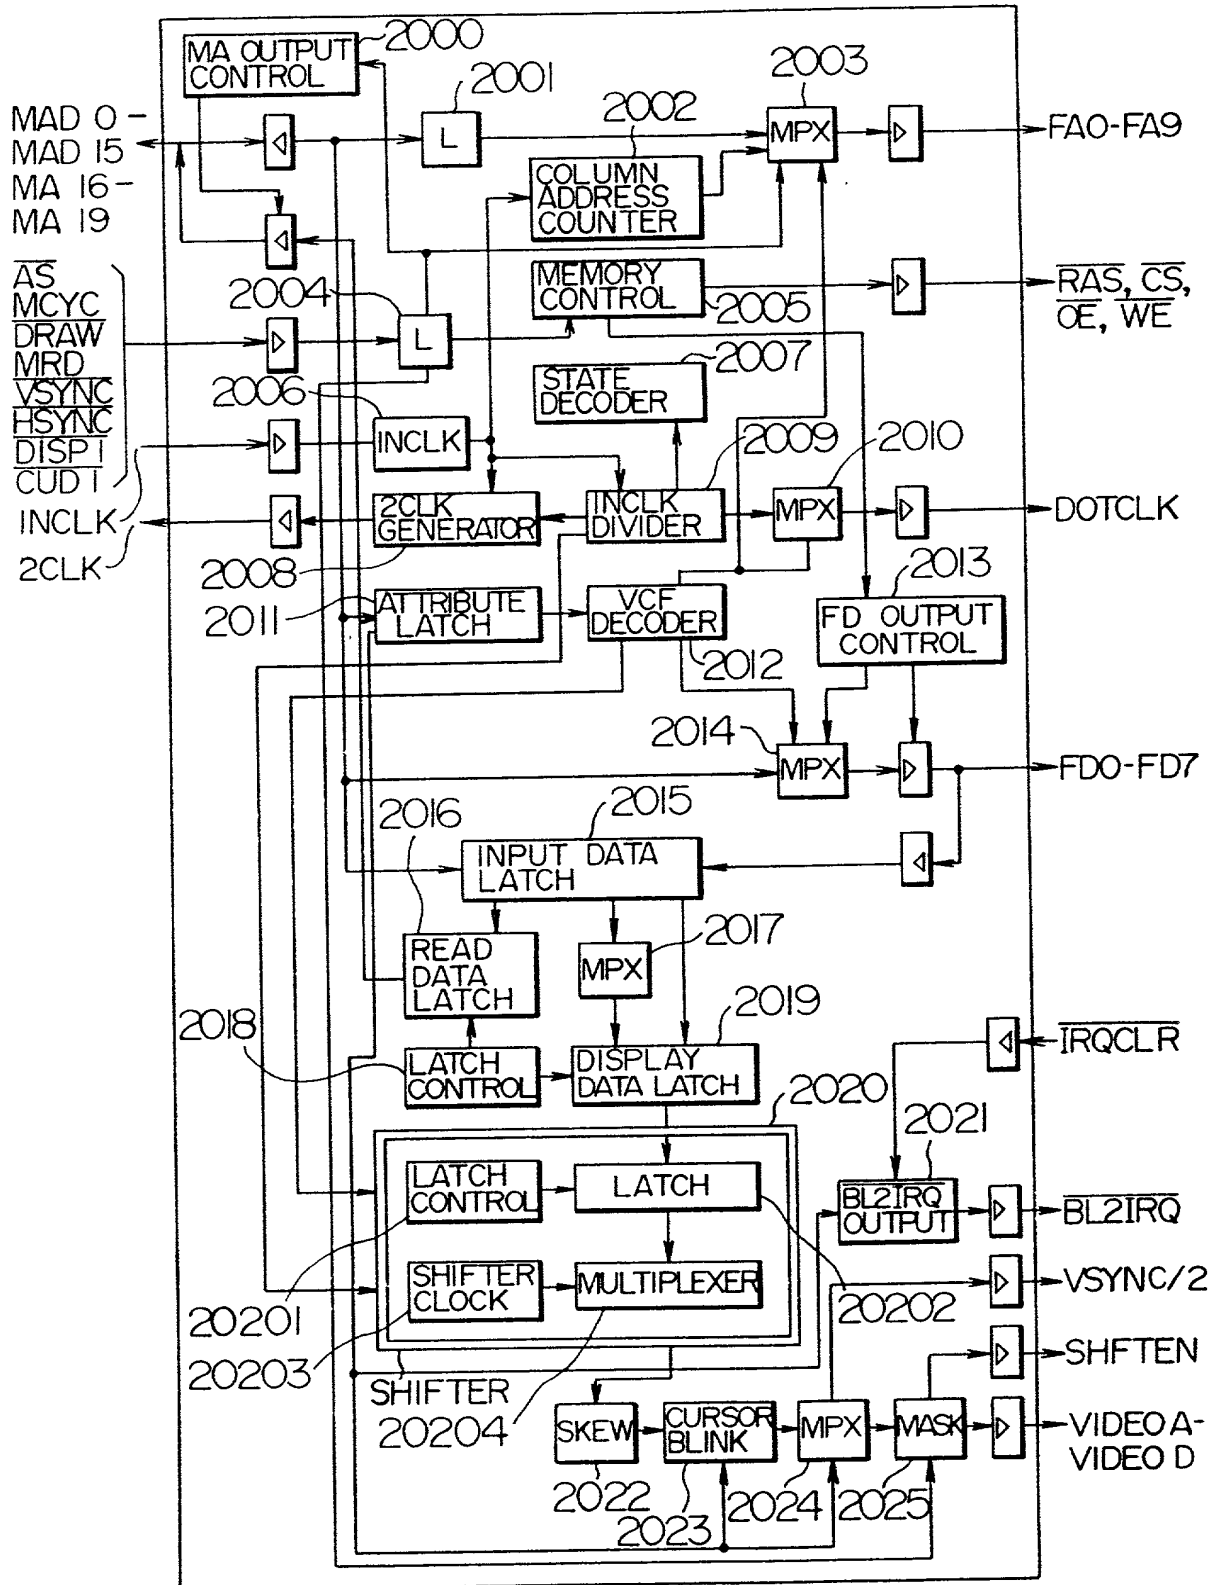 2000
MA OUTPUT
CONTROL
2001
2002
2003
MAD 0-
MAD 15
MA 16-
MA 19
L
MPX
FA0-FA9
COLUMN
ADDRESS
COUNTER
AS
MCYC
DRAW
MRD
VSYNC
HSYNC
DISP1
CUD1
INCLK
2CLK
2004
L
MEMORY
CONTROL
2005
RAS, CS,
OE, WE
2006
INCLK
STATE
DECODER
2007
2CLK
GENERATOR
2008
INCLK
DIVIDER
2009
MPX
2010
DOTCLK
2011
ATTRIBUTE
LATCH
VCF
DECODER
2012
2013
FD OUTPUT
CONTROL
2014
MPX
FD0-FD7
2016
2015
INPUT DATA
LATCH
READ
DATA
LATCH
MPX
2017
2018
LATCH
CONTROL
2019
DISPLAY
DATA LATCH
IRQCLR
2020
2021
LATCH
CONTROL
LATCH
BL2IRQ
OUTPUT
BL2IRQ
SHIFTER
CLOCK
MULTIPLEXER
VSYNC/2
20201
20202
20203
SHIFTER
20204
SHFTEN
SKEW
CURSOR
BLINK
MPX
MASK
VIDEO A-
VIDEO D
2022
2023
2024
2025